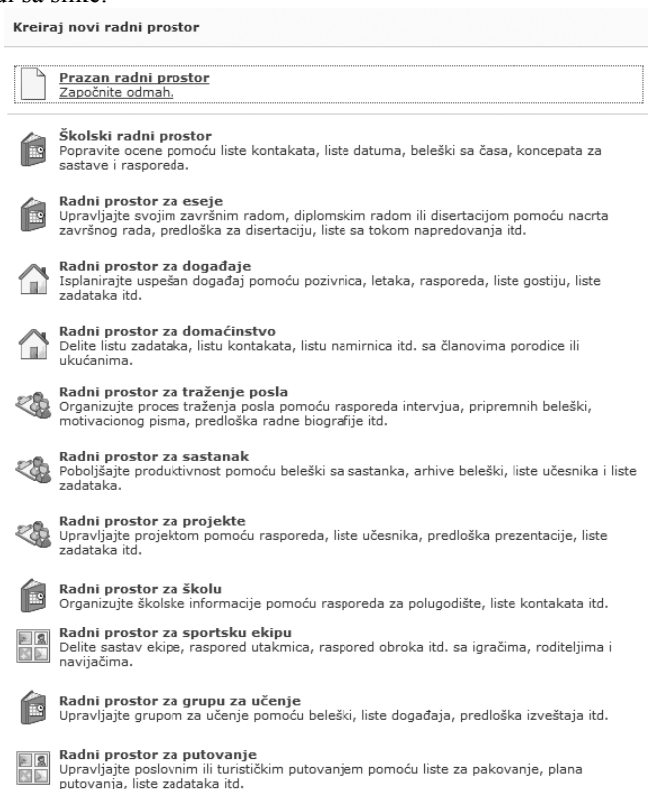 sa slike.
Kreiraj novi radni prostor
Prazan radni prostor
Započnite odmah.
Školski radni prostor
Popravite ocene pomoću liste kontakata, liste datuma, beleški sa časa, koncepata za
sastave i rasporeda.
Radni prostor za eseje
Upravljajte svojim završnim radom, diplomskim radom ili disertacijom pomoću nacrta
završnog rada, predloška za disertaciju, liste sa tokom napredovanja itd.
Radni prostor za događaje
Isplanirajte uspešan događaj pomoću pozivnica, letaka, rasporeda, liste gostiju, liste
zadataka itd.
Radni prostor za domaćinstvo
Delite listu zadataka, listu kontakata, listu namirnica itd. sa članovima porodice ili
ukućanima.
Radni prostor za traženje posla
Organizujte proces traženja posla pomoću rasporeda intervjua, pripremnih beleški,
motivacionog pisma, predloška radne biografije itd.
Radni prostor za sastanak
Poboljšajte produktivnost pomoću beleški sa sastanka, arhive beleški, liste učesnika i liste
zadataka.
Radni prostor za projekte
Upravljajte projektom pomoću rasporeda, liste učesnika, predloška prezentacije, liste
zadataka itd.
Radni prostor za školu
Organizujte školske informacije pomoću rasporeda za polugodište, liste kontakata itd.
Radni prostor za sportsku ekipu
Delite sastav ekipe, raspored utakmica, raspored obroka itd. sa igračima, roditeljima i
navijačima.
Radni prostor za grupu za učenje
Upravljajte grupom za učenje pomoću beleški, liste događaja, predloška izveštaja itd.
Radni prostor za putovanje
Upravljajte poslovnim ili turističkim putovanjem pomoću liste za pakovanje, plana
putovanja, liste zadataka itd.